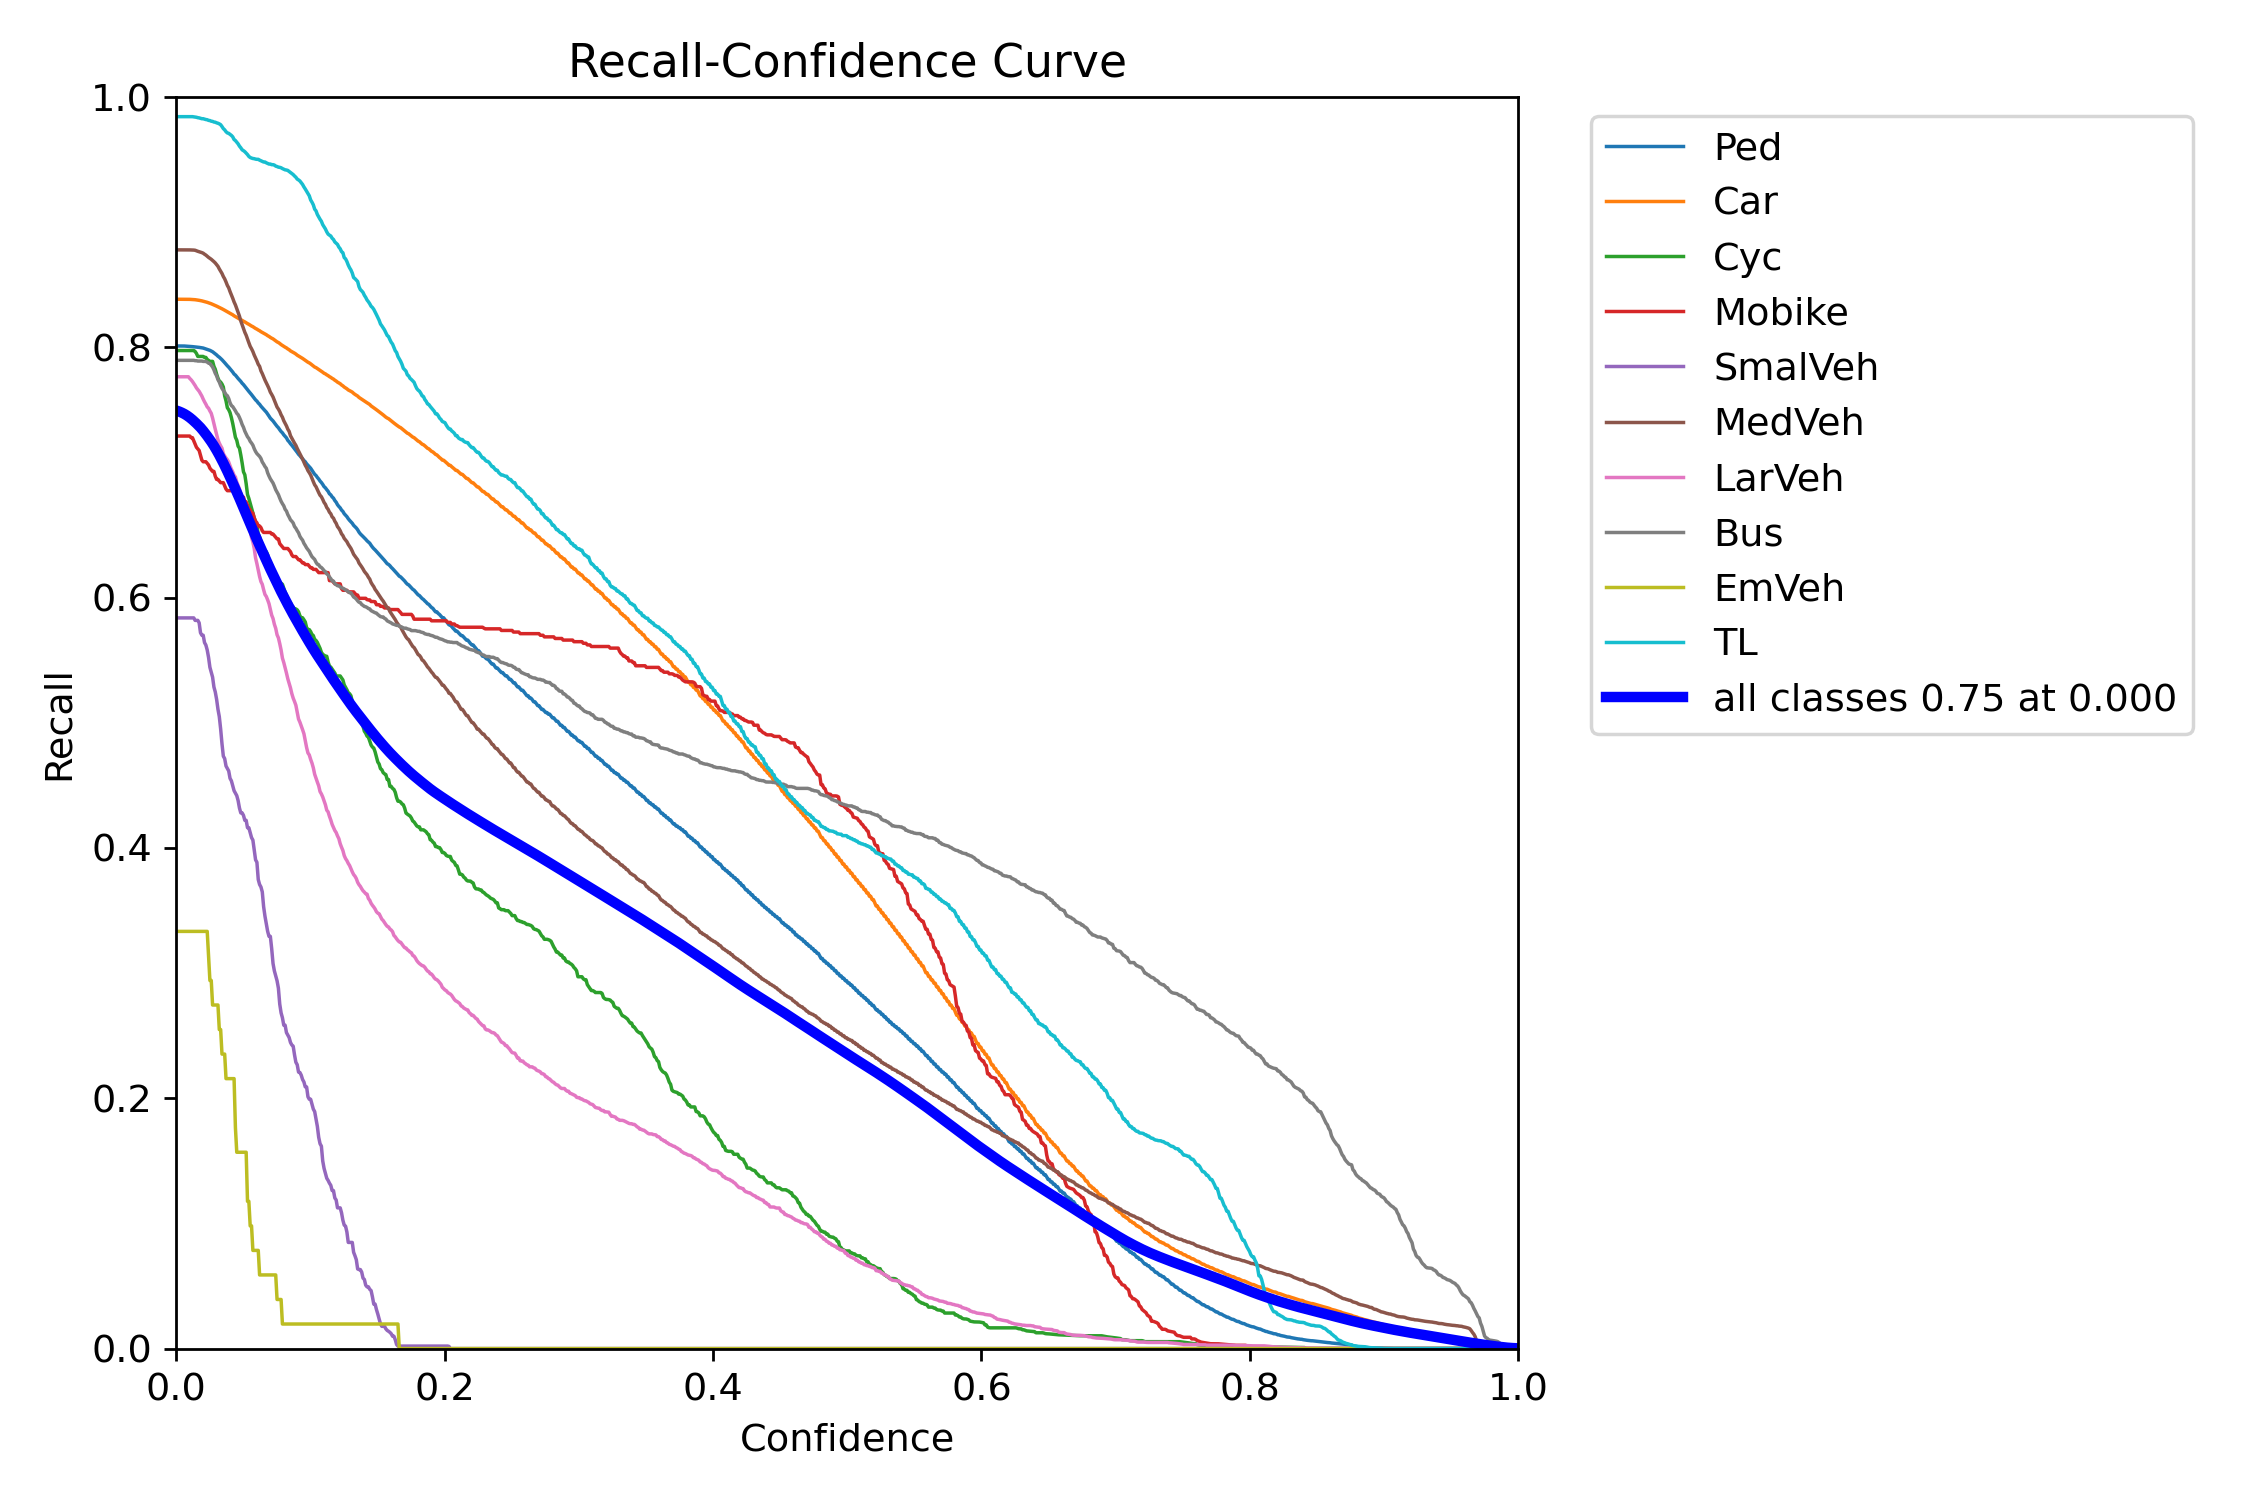 Recall-Confidence Curve
1.0
0.8
0.6
0.4
0.2
0.0
Recall
0.0 0.2 0.4 0.6 0.8 1.0
Confidence
Ped
Car
Cyc
Mobike
SmalVeh
MedVeh
LarVeh
Bus
EmVeh
TL
all classes 0.75 at 0.000